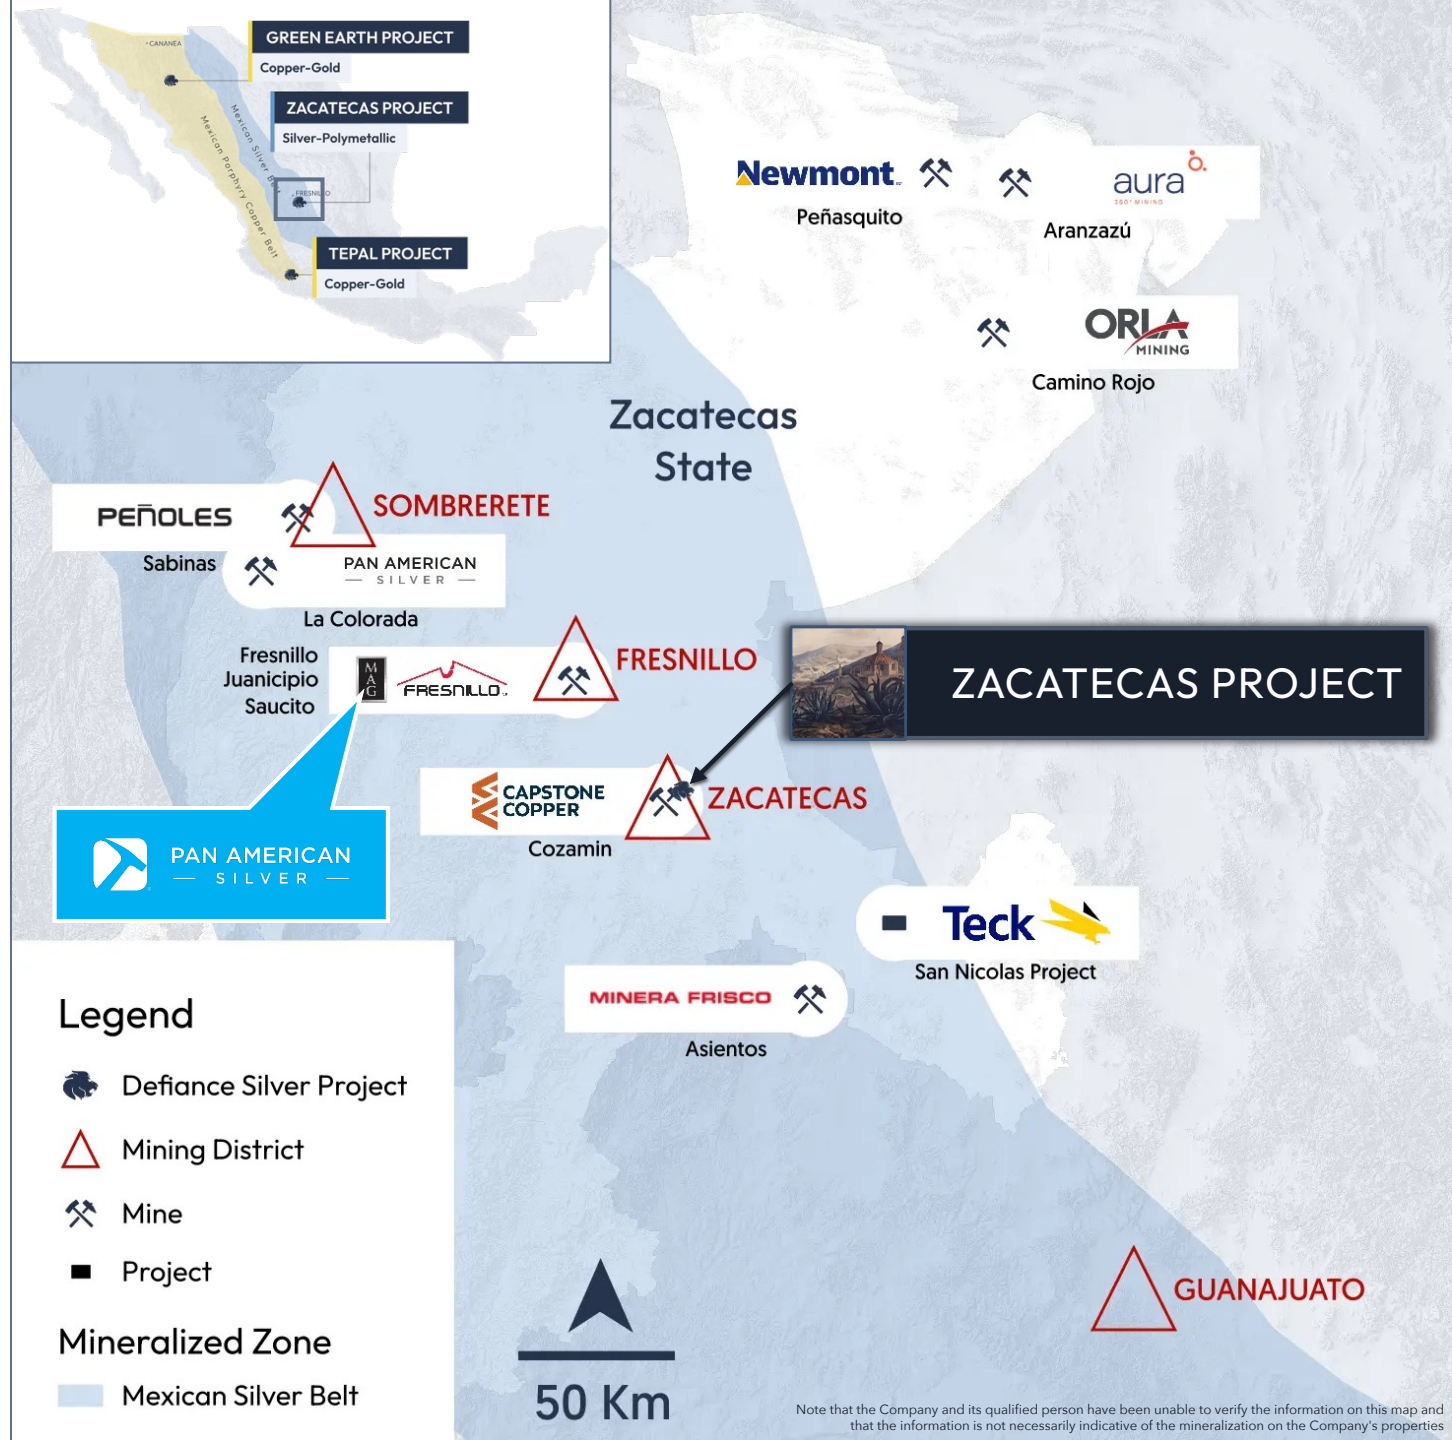 CANANEA
GREEN EARTH PROJECT
Copper-Gold
ZACATECAS PROJECT
Silver-Polymetallic
Mexican Silver Belt
Mexican Porphyry Copper Belt
FRESNILLO
TEPAL PROJECT
Copper-Gold
Newmont
Peñasquito
aura
360° MINING
Aranzazú
ORLA
MINING
Camino Rojo
Zacatecas
State
PEÑOLES
Sabinas
SOMBRERETE
PAN AMERICAN
SILVER
La Colorada
Fresnillo
Juanicipio
Saucito
MAG
FRESNILLO
FRESNILLO
ZACATECAS PROJECT
CAPSTONE
COPPER
Cozamin
ZACATECAS
PAN AMERICAN
SILVER
Teck
San Nicolas Project
MINERA FRISCO
Asientos
Legend
Defiance Silver Project
Mining District
Mine
Project
Mineralized Zone
Mexican Silver Belt
50 Km
GUANAJUATO
Note that the Company and its qualified person have been unable to verify the information on this map and
that the information is not necessarily indicative of the mineralization on the Company's properties